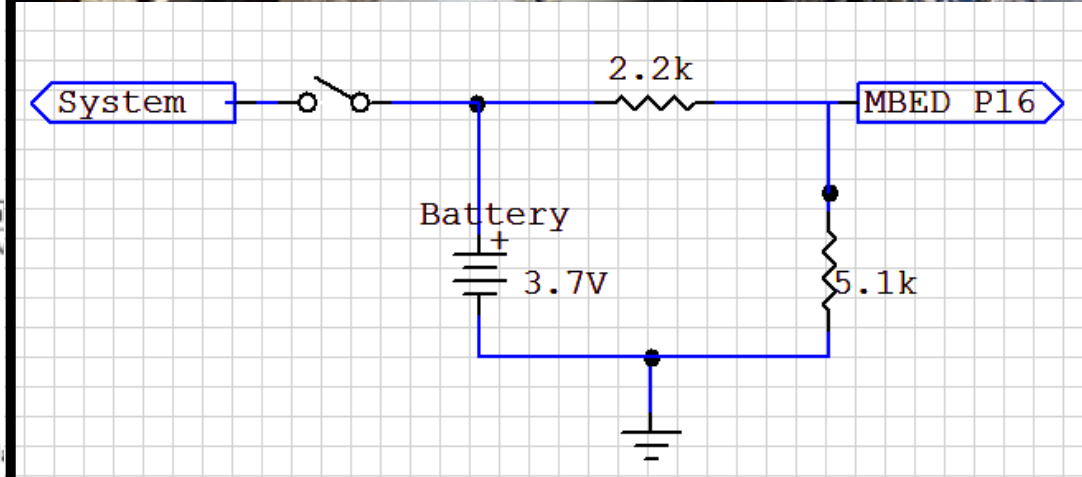 2.2k
System
MBED P16
Battery
+
3.7V
5.1k